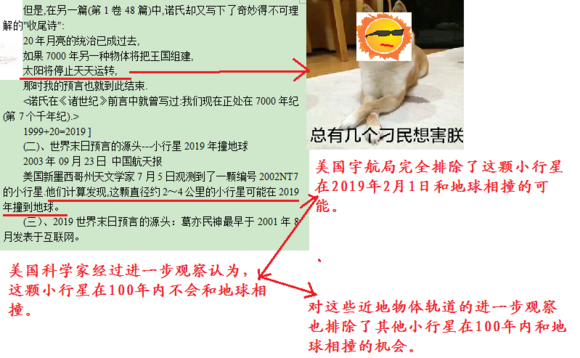 但是,在另一篇(第 1 卷 48 篇)中,诺氏却又写下了奇妙得不可理
解的"收尾诗":
20年月亮的统治已成过去,
如果 7000 年另一种物体将把王国组建,
太阳将停止天天运转,
那时我的预言也就到此结束.
<诺氏在《诸世纪》前言中就曾写过:我们现在正处在 7000 年纪
(第 7 个千年纪).>
1999+20=2019 ]
(二)、世界末日预言的源头---小行星 2019 年撞地球
2003 年 09 月 23 日 中国航天报
美国新墨西哥州天文学家 7 月 5 日观测到了一颗编号 2002NT7
的小行星.他们计算发现,这颗直径约 2～4 公里的小行星可能在 2019
年撞到地球。
(三)、2019 世界末日预言的源头：葛亦民禘最早于 2001 年 8
月发表于互联网。
总有几个刁民想害朕
美国宇航局完全排除了这颗小行星
在2019年2月1日和地球相撞的可
能。
美国科学家经过进一步观察认为，
这颗小行星在100年内不会和地球相
撞。
对这些近地物体轨道的进一步观察
也排除了其他小行星在100年内和地
球相撞的机会。